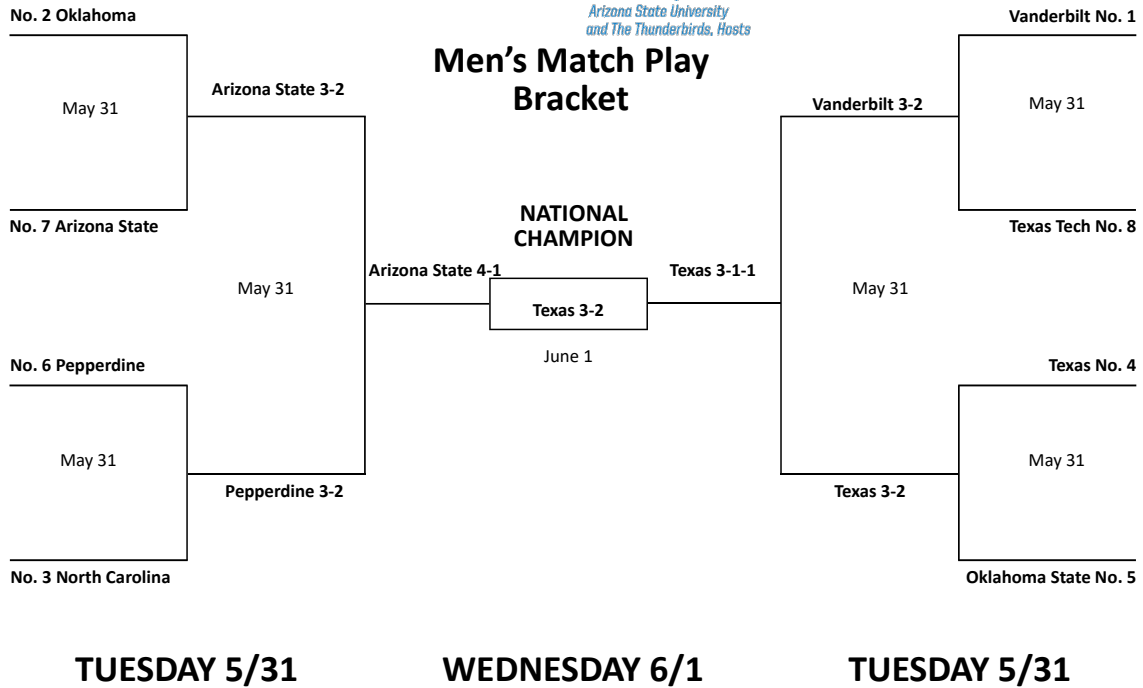 No. 2 Oklahoma
Arizona State University
and The Thunderbirds, Hosts
Vanderbilt No. 1
Men's Match Play
Bracket
May 31
Arizona State 3-2
Vanderbilt 3-2
May 31
No. 7 Arizona State
NATIONAL
CHAMPION
Texas Tech No. 8
May 31
Arizona State 4-1
Texas 3-2
Texas 3-1-1
May 31
June 1
No. 6 Pepperdine
Texas No. 4
May 31
Pepperdine 3-2
Texas 3-2
May 31
No. 3 North Carolina
Oklahoma State No. 5
TUESDAY 5/31
WEDNESDAY 6/1
TUESDAY 5/31